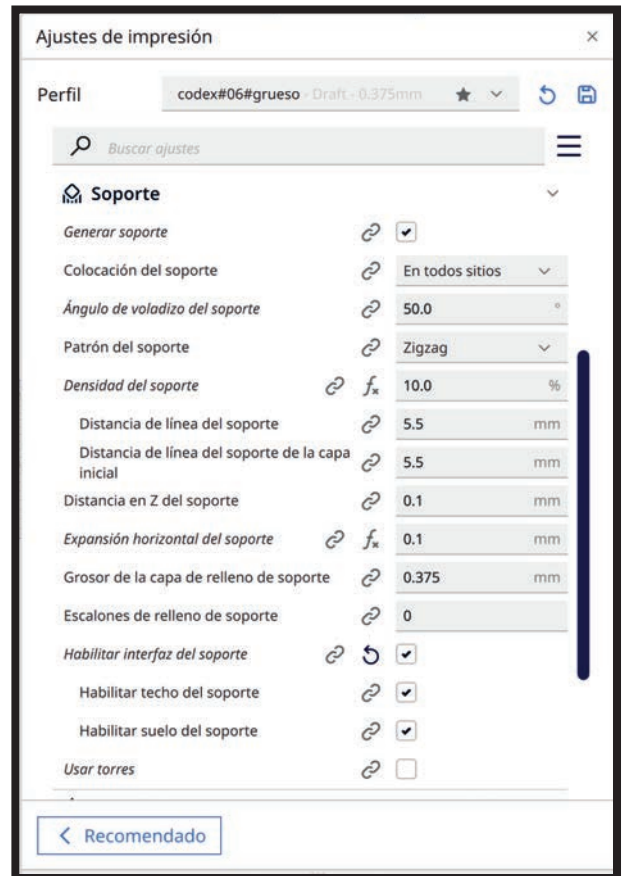 Ajustes de impresión
Perfil codex#06#grueso - Draft - 0.375mm
Buscar ajustes
Soporte
Generar soporte
Colocación del soporte En todos sitios
Ángulo de voladizo del soporte 50.0 °
Patrón del soporte Zigzag
Densidad del soporte 10.0 %
Distancia de línea del soporte 5.5 mm
Distancia de línea del soporte de la capa
inicial 5.5 mm
Distancia en Z del soporte 0.1 mm
Expansión horizontal del soporte 0.1 mm
Grosor de la capa de relleno de soporte 0.375 mm
Escalones de relleno de soporte 0
Habilitar interfaz del soporte
Habilitar techo del soporte
Habilitar suelo del soporte
Usar torres
Recomendado